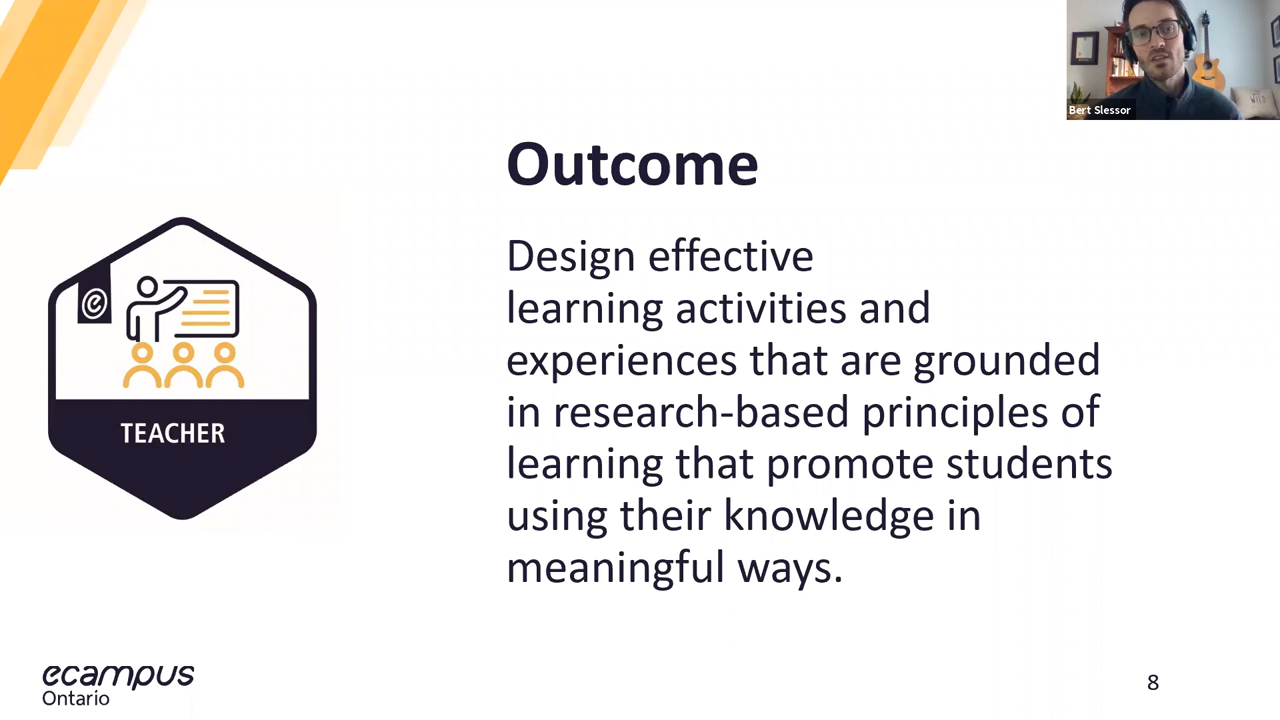 Bert Slessor
Outcome
Design effective
learning activities and
experiences that are grounded
in research-based principles of
learning that promote students
using their knowledge in
meaningful ways.
e
TEACHER
ecampus
Ontario
8